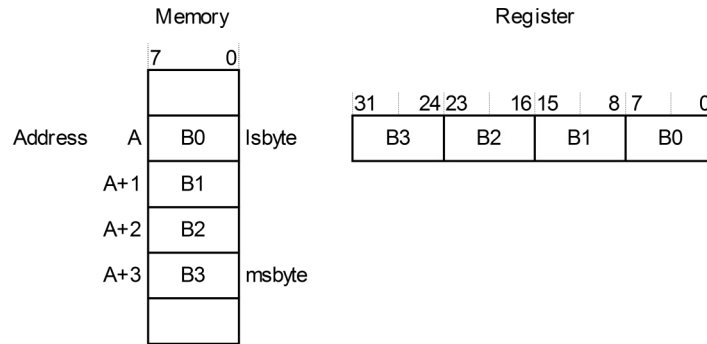 Memory Register
7 0
31 24 23 16 15 8 7 0
Address A B0 lsbyte B3 B2 B1 B0
A+1 B1
A+2 B2
A+3 B3 msbyte